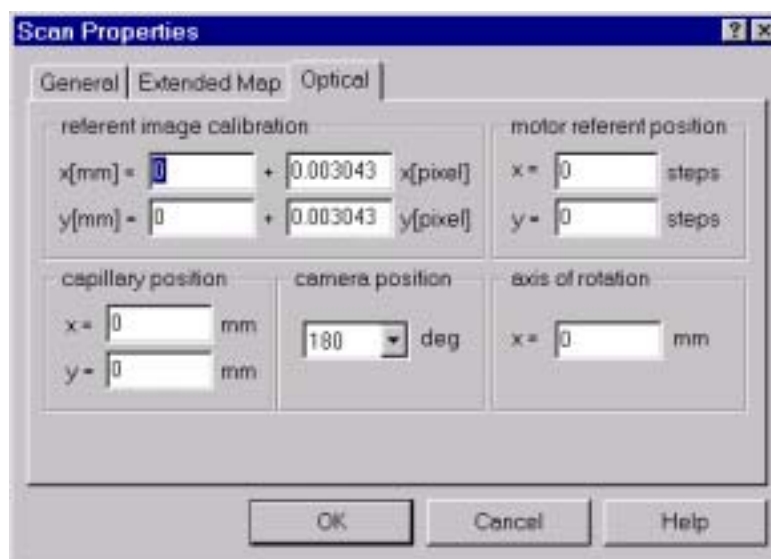 Scan Properties
General Extended Map Optical
referent image calibration
x[mm] = 0 + 0.003043 x[pixel]
y[mm] = 0 + 0.003043 y[pixel]
motor referent position
x = 0 steps
y = 0 steps
capillary position
x = 0 mm
y = 0 mm
camera position
180 deg
axis of rotation
x = 0 mm
OK Cancel Help